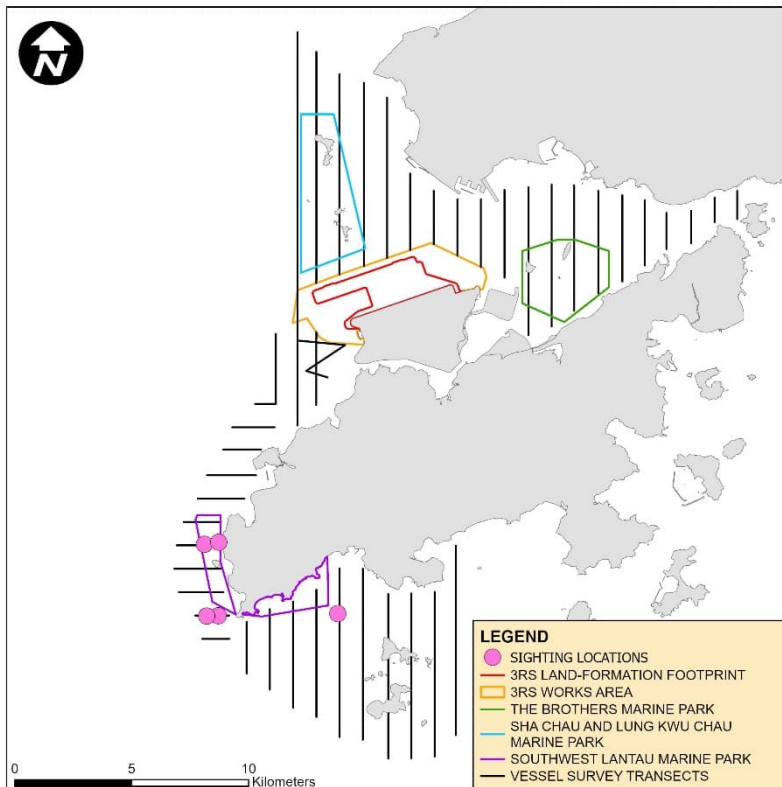 N
LEGEND
SIGHTING LOCATIONS
3RS LAND-FORMATION FOOTPRINT
3RS WORKS AREA
THE BROTHERS MARINE PARK
SHA CHAU AND LUNG KWU CHAU
MARINE PARK
SOUTHWEST LANTAU MARINE PARK
VESSEL SURVEY TRANSECTS
0 5 10
Kilometers